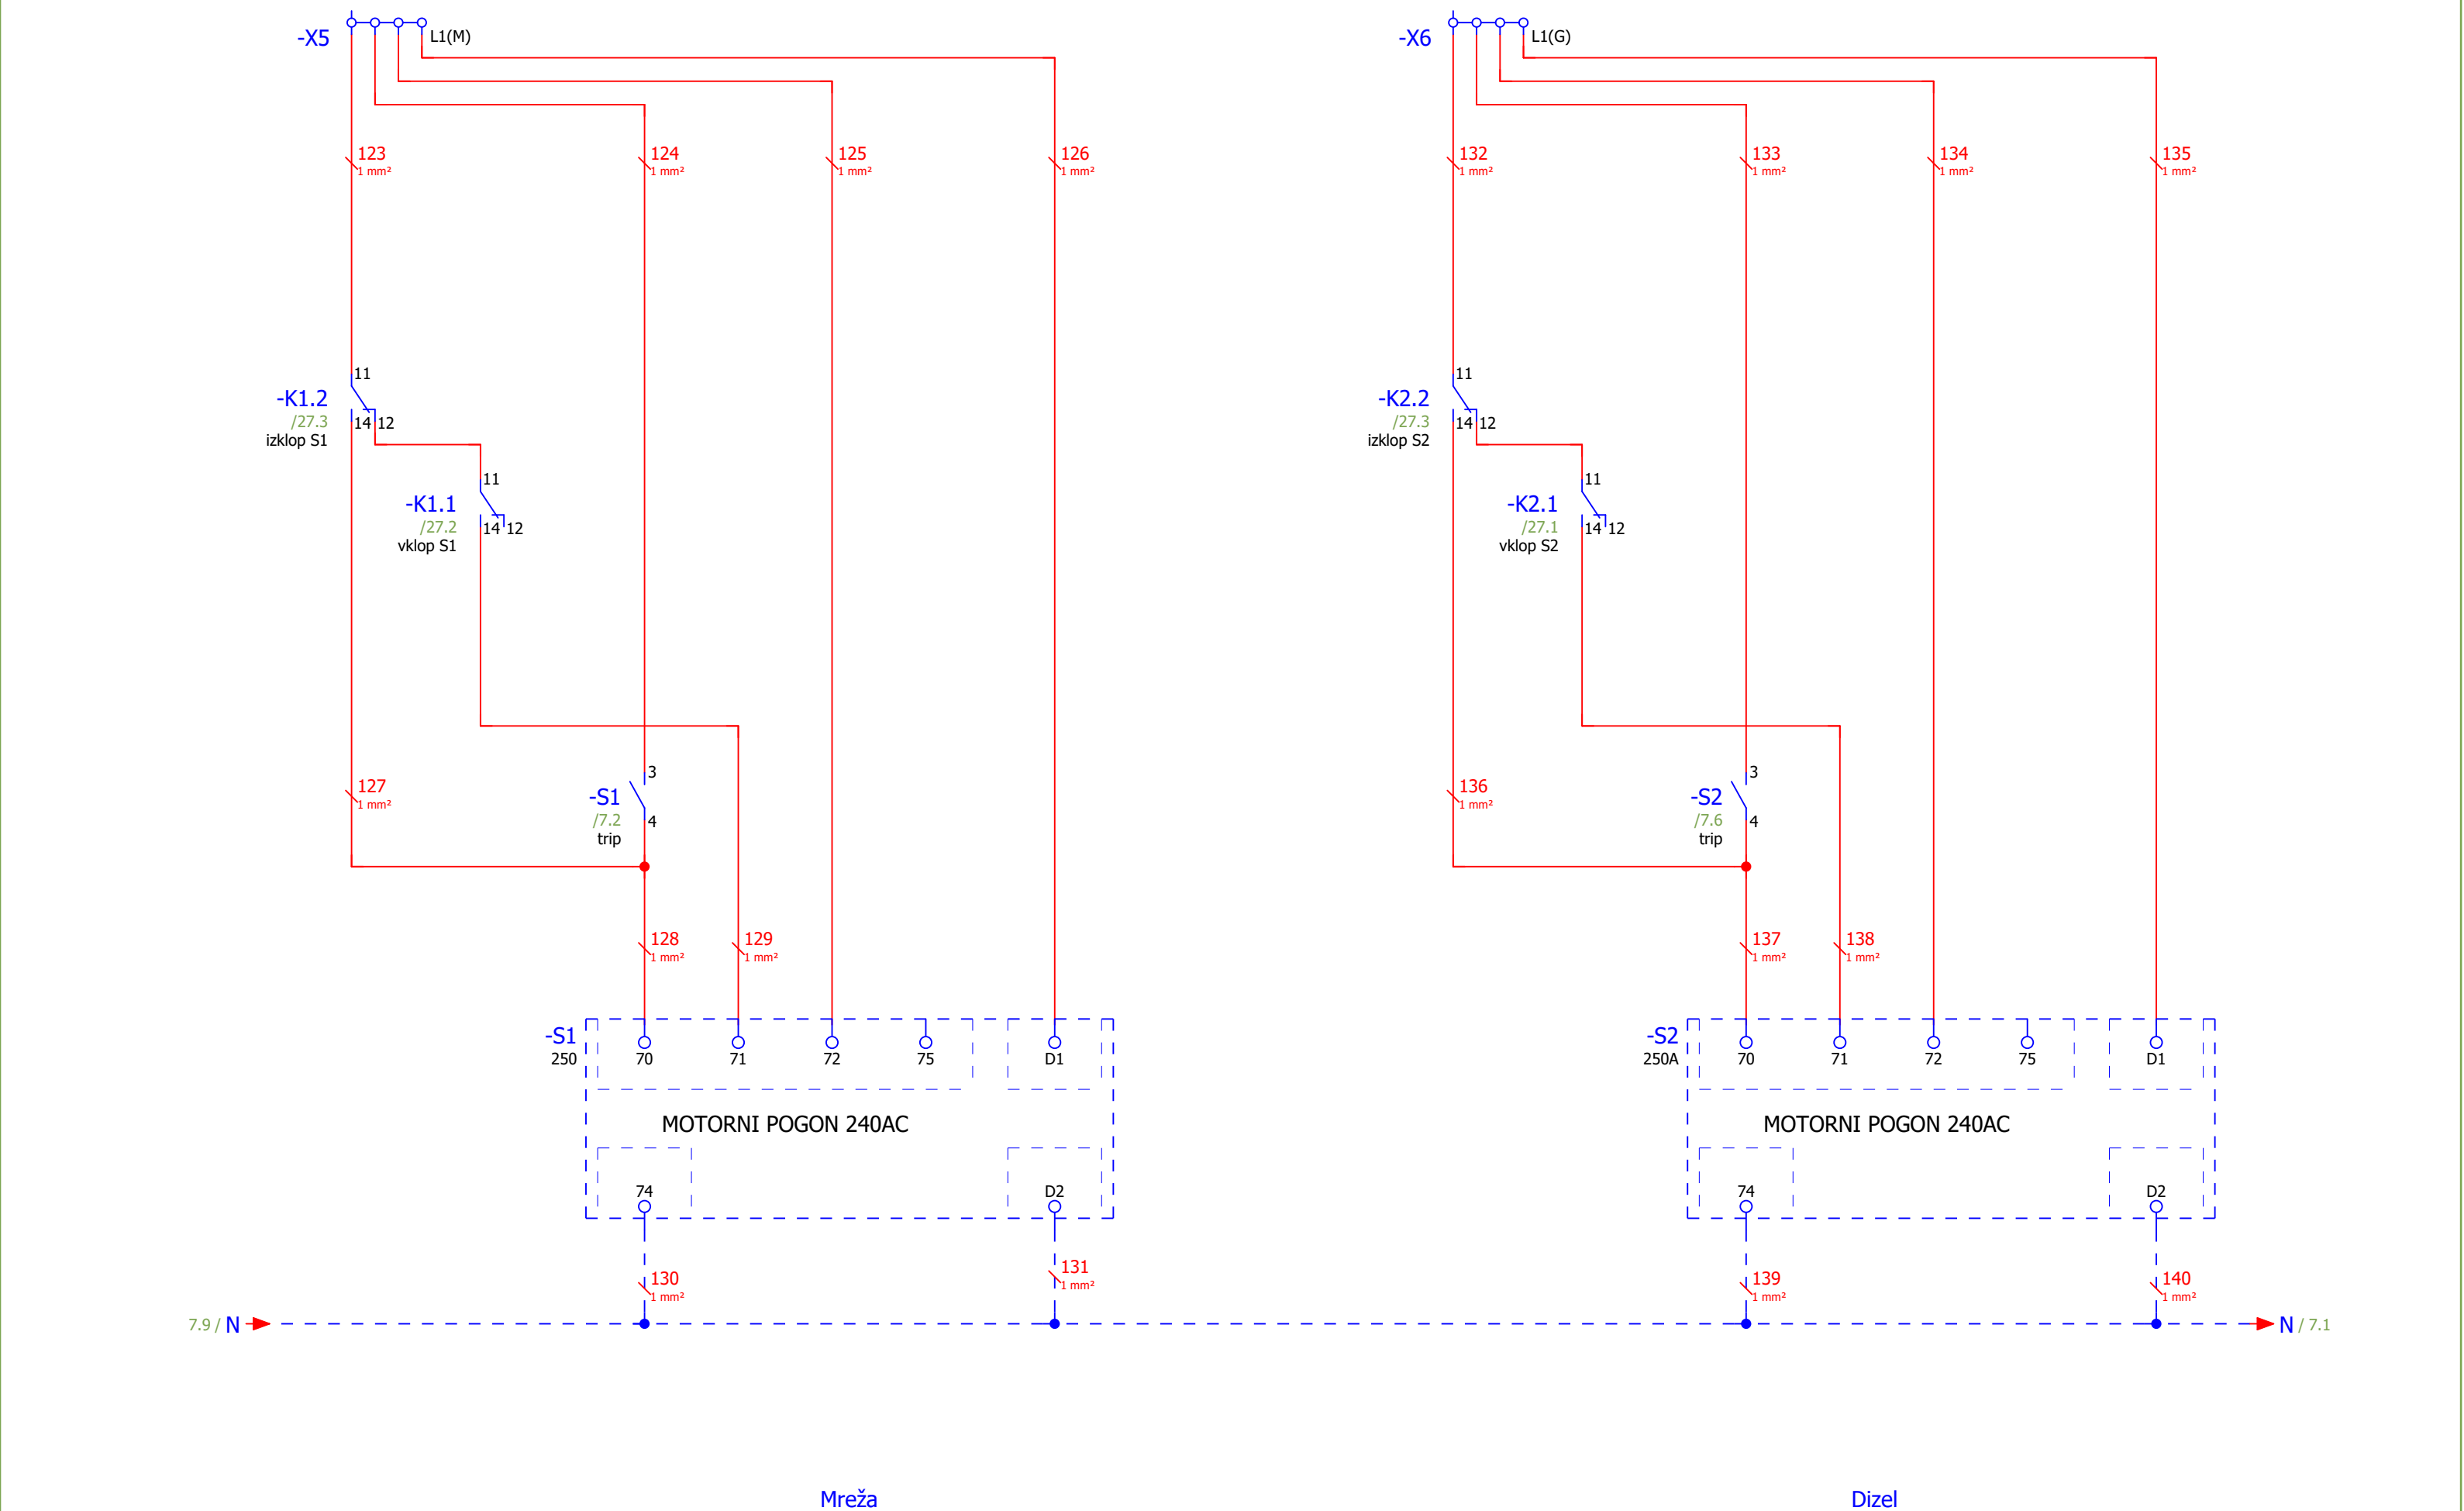 -X5
L1(M)
-X6
L1(G)
123
1 mm²
124
1 mm²
125
1 mm²
126
1 mm²
132
1 mm²
133
1 mm²
134
1 mm²
135
1 mm²
11
-K1.2
/27.3
14 12
izklop S1
11
-K1.1
/27.2
14 12
vklop S1
11
-K2.2
/27.3
14 12
izklop S2
11
-K2.1
/27.1
14 12
vklop S2
127
1 mm²
3
-S1
/7.2
4
trip
136
1 mm²
3
-S2
/7.6
4
trip
128
1 mm²
129
1 mm²
137
1 mm²
138
1 mm²
-S1
250
70 71 72 75 D1
MOTORNI POGON 240AC
74 D2
-S2
250A
70 71 72 75 D1
MOTORNI POGON 240AC
74 D2
130
1 mm²
131
1 mm²
139
1 mm²
140
1 mm²
7.9 / N
N / 7.1
Mreža
Dizel